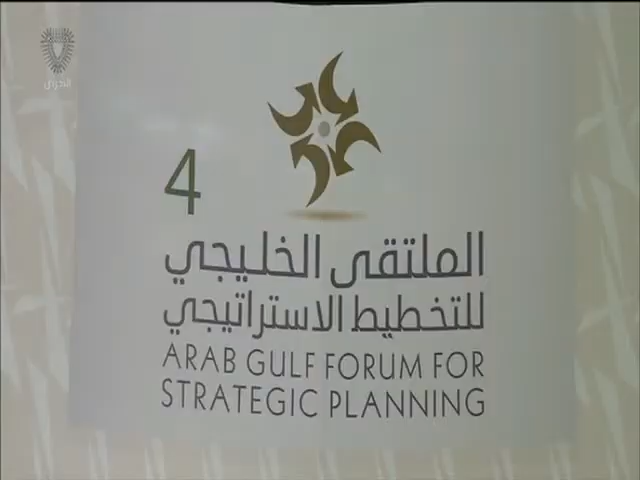 4
الملتقى الخليجي
للتخطيط الاستراتيجي
ARAB GULF FORUM FOR
STRATEGIC PLANNING